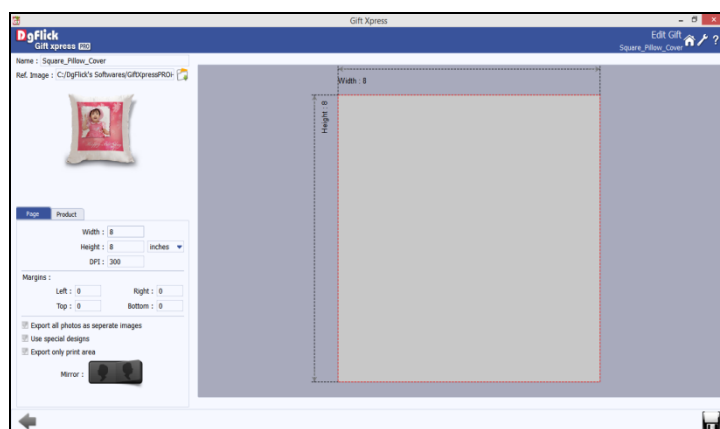 Gift Xpress
DgFlick
Gift xpress PRO
Edit Gift
Square_Pillow_Cover
?
Name : Square_Pillow_Cover
Ref. Image : C:/DgFlick's Softwares/GiftXpressPRO\
Page
Product
Width : 8
Height : 8 inches
DPI : 300
Margins :
Left : 0 Right : 0
Top : 0 Bottom : 0
Export all photos as seperate images
Use special designs
Export only print area
Mirror :
Width : 8
Height : 8